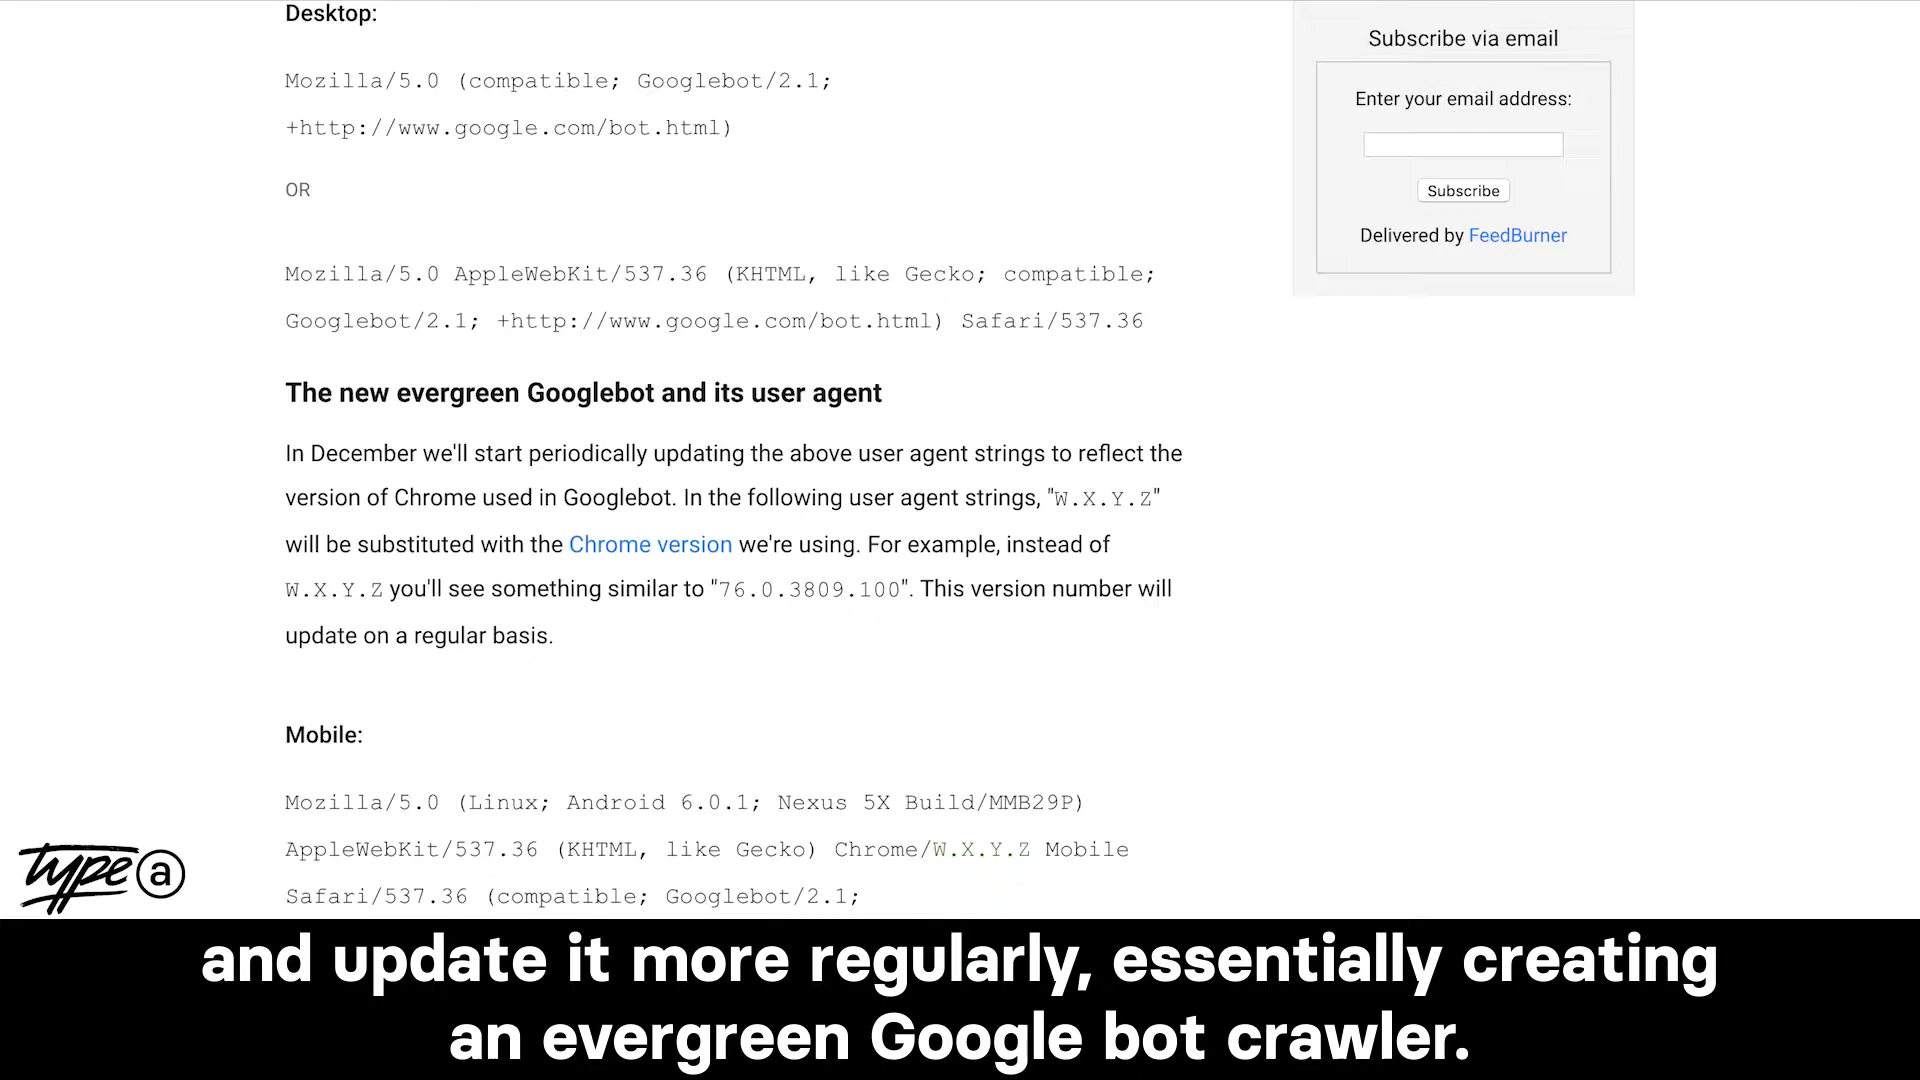 Desktop:
Mozilla/5.0 (compatible; Googlebot/2.1;
+http://www.google.com/bot.html)
OR
Mozilla/5.0 AppleWebKit/537.36 (KHTML, like Gecko; compatible;
Googlebot/2.1; +http://www.google.com/bot.html) Safari/537.36
The new evergreen Googlebot and its user agent
In December we'll start periodically updating the above user agent strings to reflect the
version of Chrome used in Googlebot. In the following user agent strings, "W.X.Y.Z"
will be substituted with the Chrome version we're using. For example, instead of
W.X.Y.Z you'll see something similar to "76.0.3809.100". This version number will
update on a regular basis.
Mobile:
Mozilla/5.0 (Linux; Android 6.0.1; Nexus 5X Build/MMB29P)
AppleWebKit/537.36 (KHTML, like Gecko) Chrome/W.X.Y.Z Mobile
Safari/537.36 (compatible; Googlebot/2.1;
Subscribe via email
Enter your email address:
Subscribe
Delivered by FeedBurner
type a
and update it more regularly, essentially creating
an evergreen Google bot crawler.